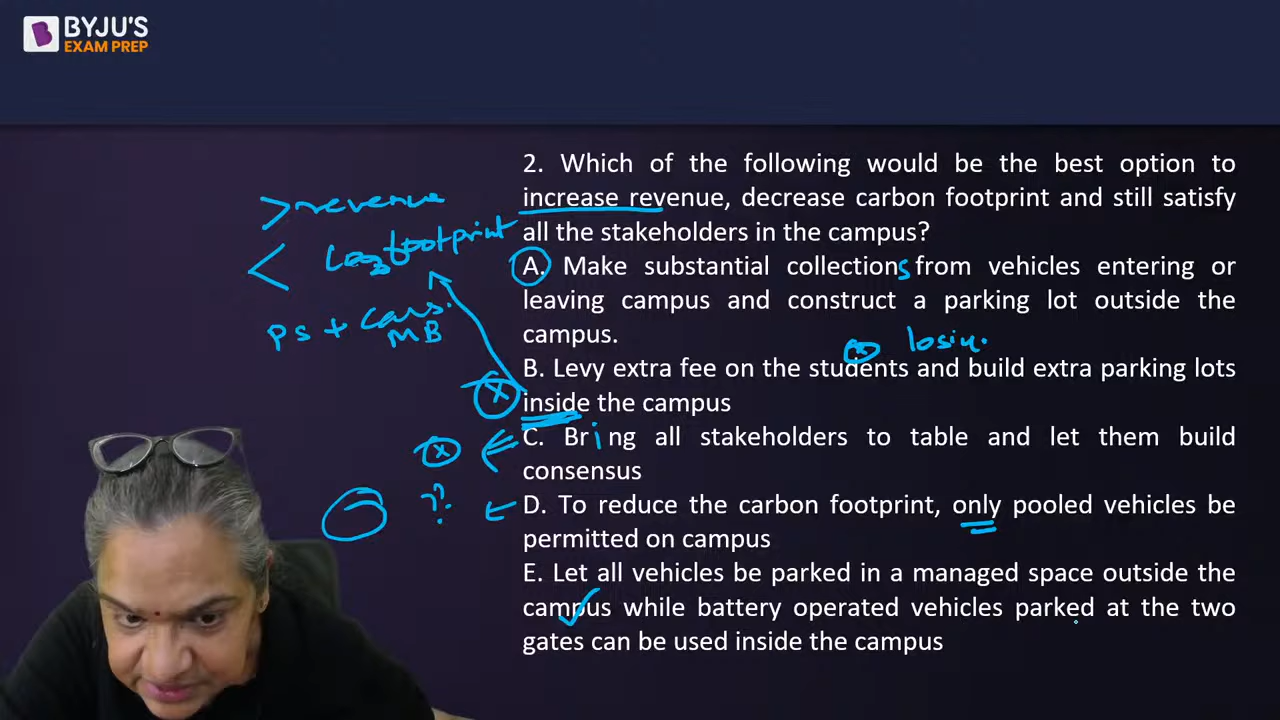 BYJU'S
EXAM PREP
2. Which of the following would be the best option to
increase revenue, decrease carbon footprint and still satisfy
all the stakeholders in the campus?
A. Make substantial collections from vehicles entering or
leaving campus and construct a parking lot outside the
campus.
B. Levy extra fee on the students and build extra parking lots
inside the campus
C. Bring all stakeholders to table and let them build
consensus
D. To reduce the carbon footprint, only pooled vehicles be
permitted on campus
E. Let all vehicles be parked in a managed space outside the
campus while battery operated vehicles parked at the two
gates can be used inside the campus
> revenue
< footprint
PS + cars.
MB
??